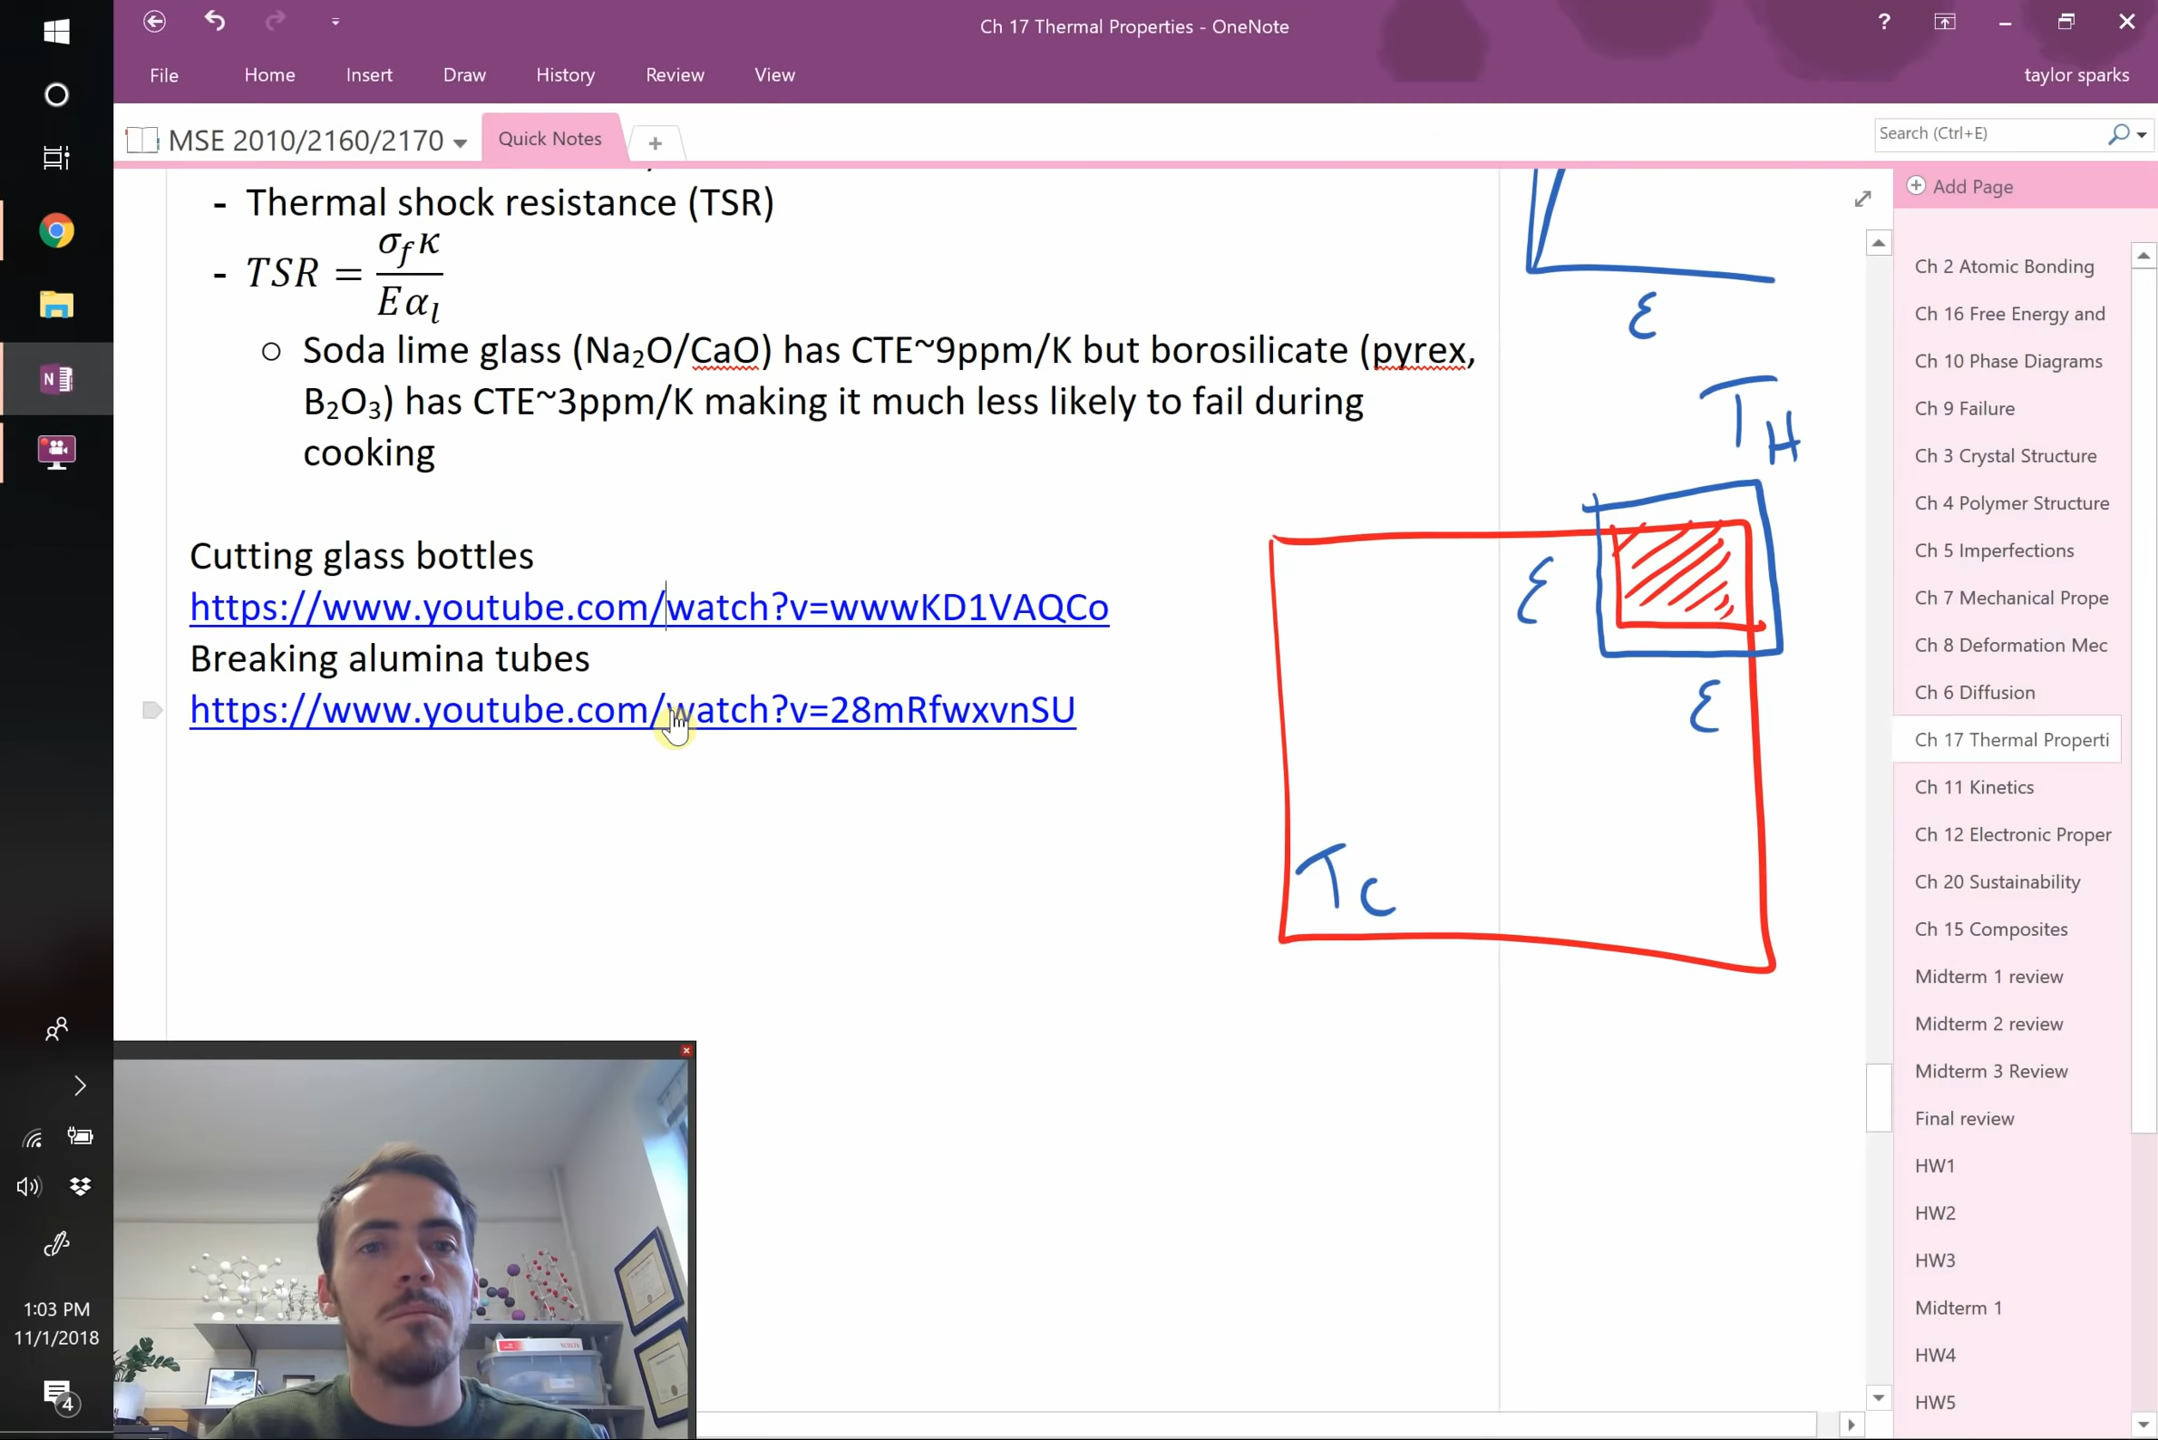 Ch 17 Thermal Properties - OneNote
?
File Home Insert Draw History Review View
taylor sparks
MSE 2010/2160/2170
Quick Notes
+
Search (Ctrl+E)
- Thermal shock resistance (TSR)
- TSR = σf κ / E αl
○ Soda lime glass (Na₂O/CaO) has CTE~9ppm/K but borosilicate (pyrex,
B₂O₃) has CTE~3ppm/K making it much less likely to fail during
cooking
Cutting glass bottles
https://www.youtube.com/watch?v=wwwKD1VAQCo
Breaking alumina tubes
https://www.youtube.com/watch?v=28mRfwxvnSU
ε
TH
ε
ε
Tc
Add Page
Ch 2 Atomic Bonding
Ch 16 Free Energy and
Ch 10 Phase Diagrams
Ch 9 Failure
Ch 3 Crystal Structure
Ch 4 Polymer Structure
Ch 5 Imperfections
Ch 7 Mechanical Prope
Ch 8 Deformation Mec
Ch 6 Diffusion
Ch 17 Thermal Properti
Ch 11 Kinetics
Ch 12 Electronic Proper
Ch 20 Sustainability
Ch 15 Composites
Midterm 1 review
Midterm 2 review
Midterm 3 Review
Final review
HW1
HW2
HW3
Midterm 1
HW4
HW5
1:03 PM
11/1/2018
4